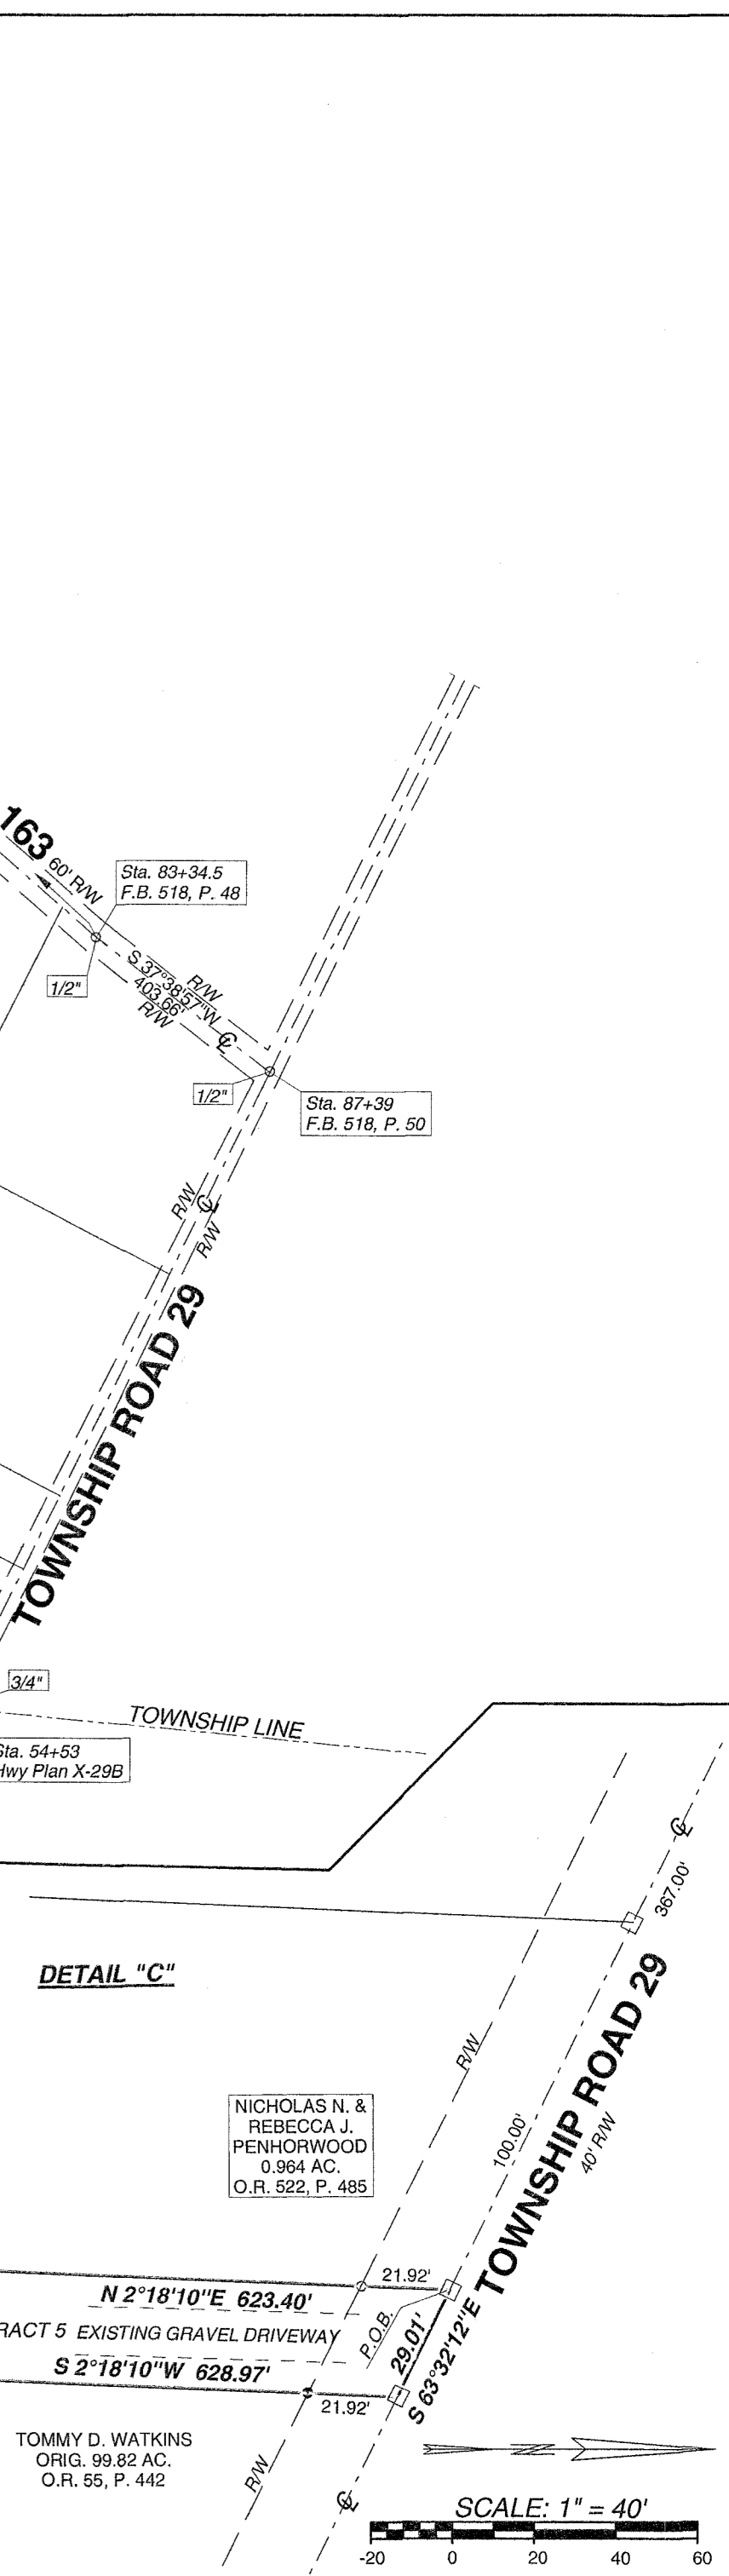 163
60' R/W
Sta. 83+34.5
F.B. 518, P. 48
1/2"
S 37°38'57"W
403.66'
R/W
R/W
℄
1/2"
Sta. 87+39
F.B. 518, P. 50
R/W
℄
R/W
TOWNSHIP ROAD 29
3/4"
TOWNSHIP LINE
Sta. 54+53
Hwy Plan X-29B
℄
367.00'
DETAIL "C"
TOWNSHIP ROAD 29
R/W
NICHOLAS N. &
REBECCA J.
PENHORWOOD
0.964 AC.
O.R. 522, P. 485
100.00'
40' R/W
21.92'
N 2°18'10"E 623.40'
P.O.B.
RACT 5 EXISTING GRAVEL DRIVEWAY
29.01'
S 63°32'12"E
S 2°18'10"W 628.97'
21.92'
TOMMY D. WATKINS
ORIG. 99.82 AC.
O.R. 55, P. 442
R/W
N
℄
SCALE: 1" = 40'
-20 0 20 40 60